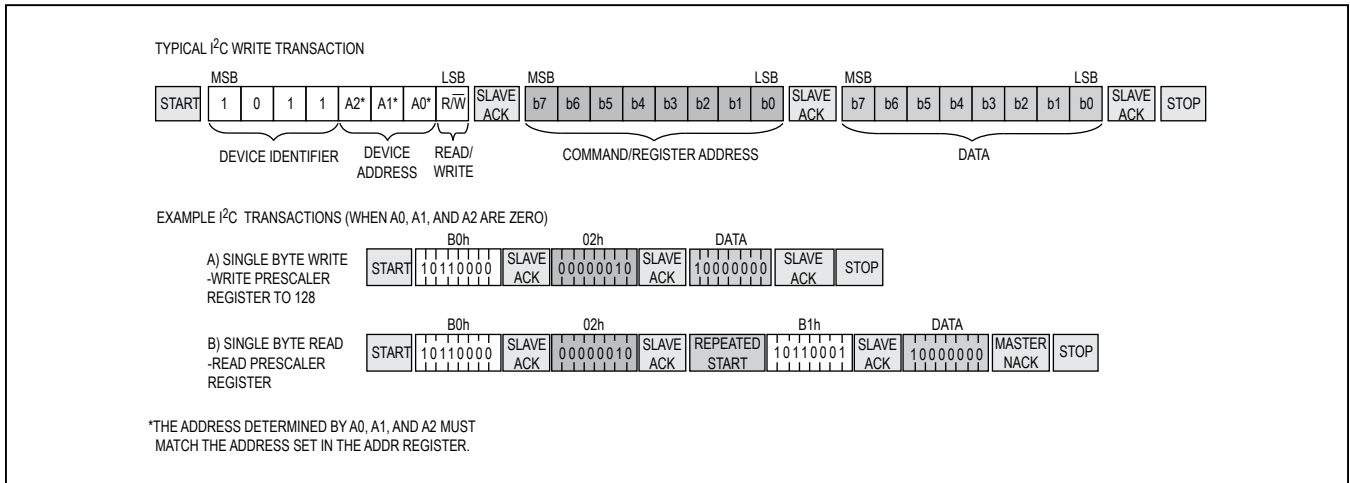 TYPICAL I2C WRITE TRANSACTION
MSB LSB MSB LSB MSB LSB
START 1 0 1 1 A2* A1* A0* R/W̅ SLAVE ACK b7 b6 b5 b4 b3 b2 b1 b0 SLAVE ACK b7 b6 b5 b4 b3 b2 b1 b0 SLAVE ACK STOP
DEVICE IDENTIFIER DEVICE ADDRESS READ/WRITE COMMAND/REGISTER ADDRESS DATA
EXAMPLE I2C TRANSACTIONS (WHEN A0, A1, AND A2 ARE ZERO)
B0h 02h DATA
A) SINGLE BYTE WRITE
-WRITE PRESCALER
REGISTER TO 128
START 10110000 SLAVE ACK 00000010 SLAVE ACK 10000000 SLAVE ACK STOP
B0h 02h B1h DATA
B) SINGLE BYTE READ
-READ PRESCALER
REGISTER
START 10110000 SLAVE ACK 00000010 SLAVE ACK REPEATED START 10110001 SLAVE ACK 10000000 MASTER NACK STOP
*THE ADDRESS DETERMINED BY A0, A1, AND A2 MUST
MATCH THE ADDRESS SET IN THE ADDR REGISTER.